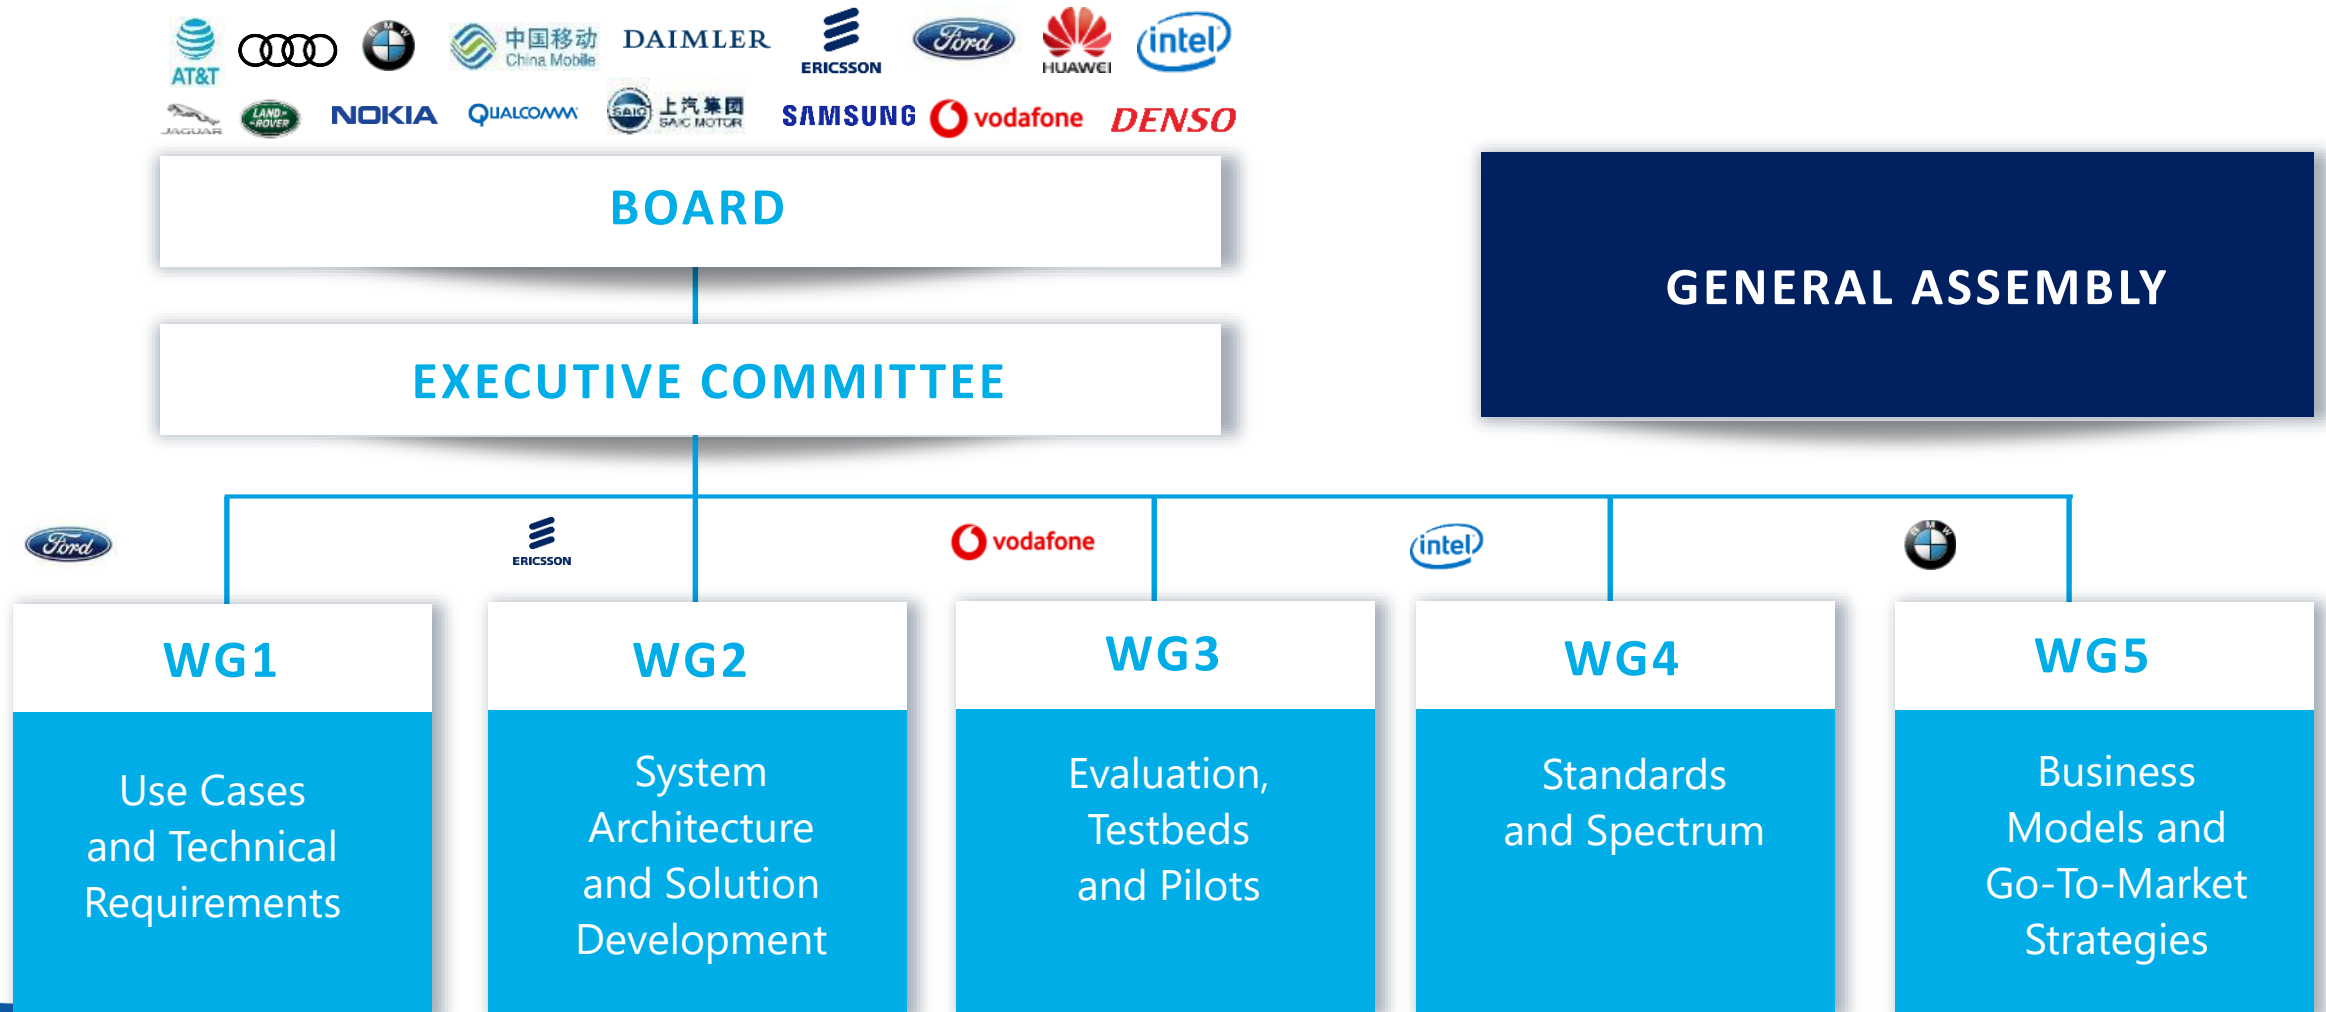 AT&T
BMW
中国移动
China Mobile
DAIMLER
ERICSSON
Ford
HUAWEI
intel
JAGUAR
LAND-
ROVER
NOKIA
QUALCOMM
SAIC
上汽集团
SAIC MOTOR
SAMSUNG
vodafone
DENSO
BOARD
GENERAL ASSEMBLY
EXECUTIVE COMMITTEE
Ford
ERICSSON
vodafone
intel
BMW
WG1
Use Cases
and Technical
Requirements
WG2
System
Architecture
and Solution
Development
WG3
Evaluation,
Testbeds
and Pilots
WG4
Standards
and Spectrum
WG5
Business
Models and
Go-To-Market
Strategies